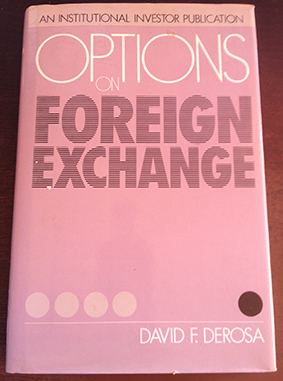 AN INSTITUTIONAL INVESTOR PUBLICATION
OPTIONS
ON
FOREIGN
EXCHANGE
DAVID F. DEROSA